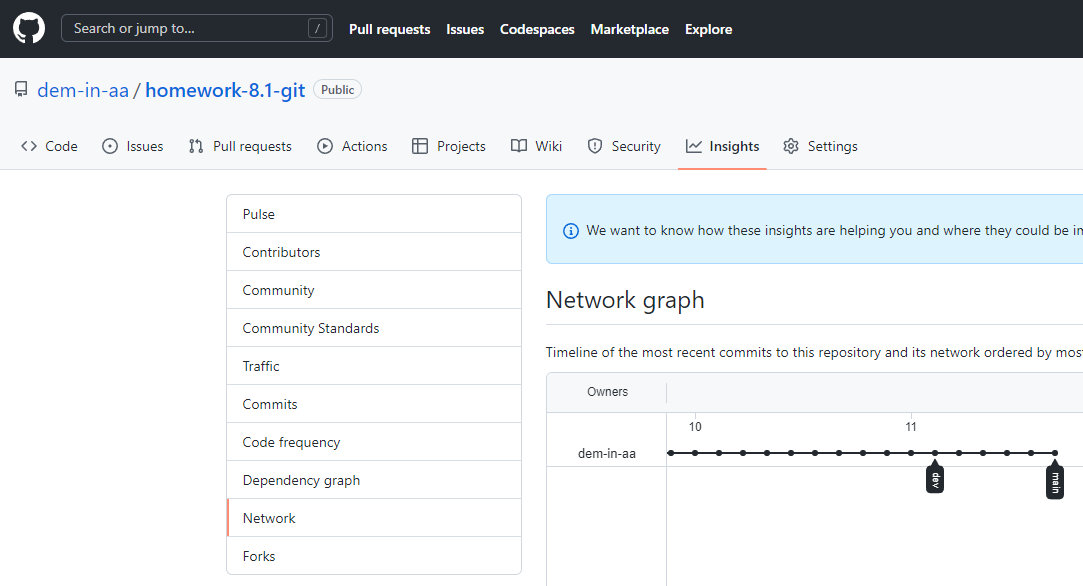 Search or jump to... /
Pull requests Issues Codespaces Marketplace Explore
dem-in-aa / homework-8.1-git Public
Code Issues Pull requests Actions Projects Wiki Security Insights Settings
Pulse
Contributors
Community
Community Standards
Traffic
Commits
Code frequency
Dependency graph
Network
Forks
We want to know how these insights are helping you and where they could be
Network graph
Timeline of the most recent commits to this repository and its network ordered by most
Owners
10 11
dem-in-aa
dev
main